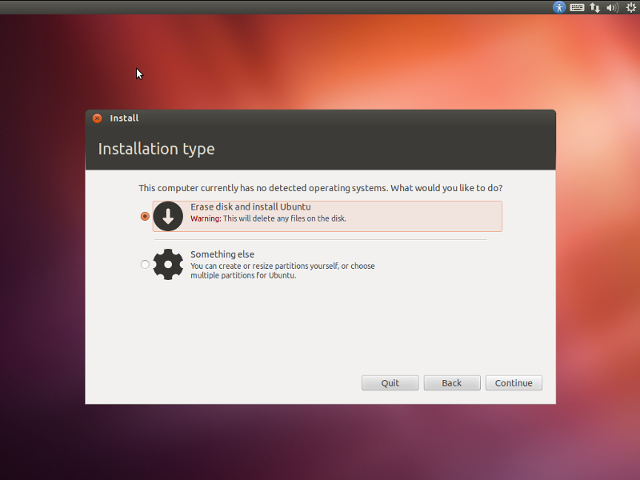 Install
Installation type
This computer currently has no detected operating systems. What would you like to do?
Erase disk and install Ubuntu
Warning: This will delete any files on the disk.
Something else
You can create or resize partitions yourself, or choose
multiple partitions for Ubuntu.
Quit Back Continue